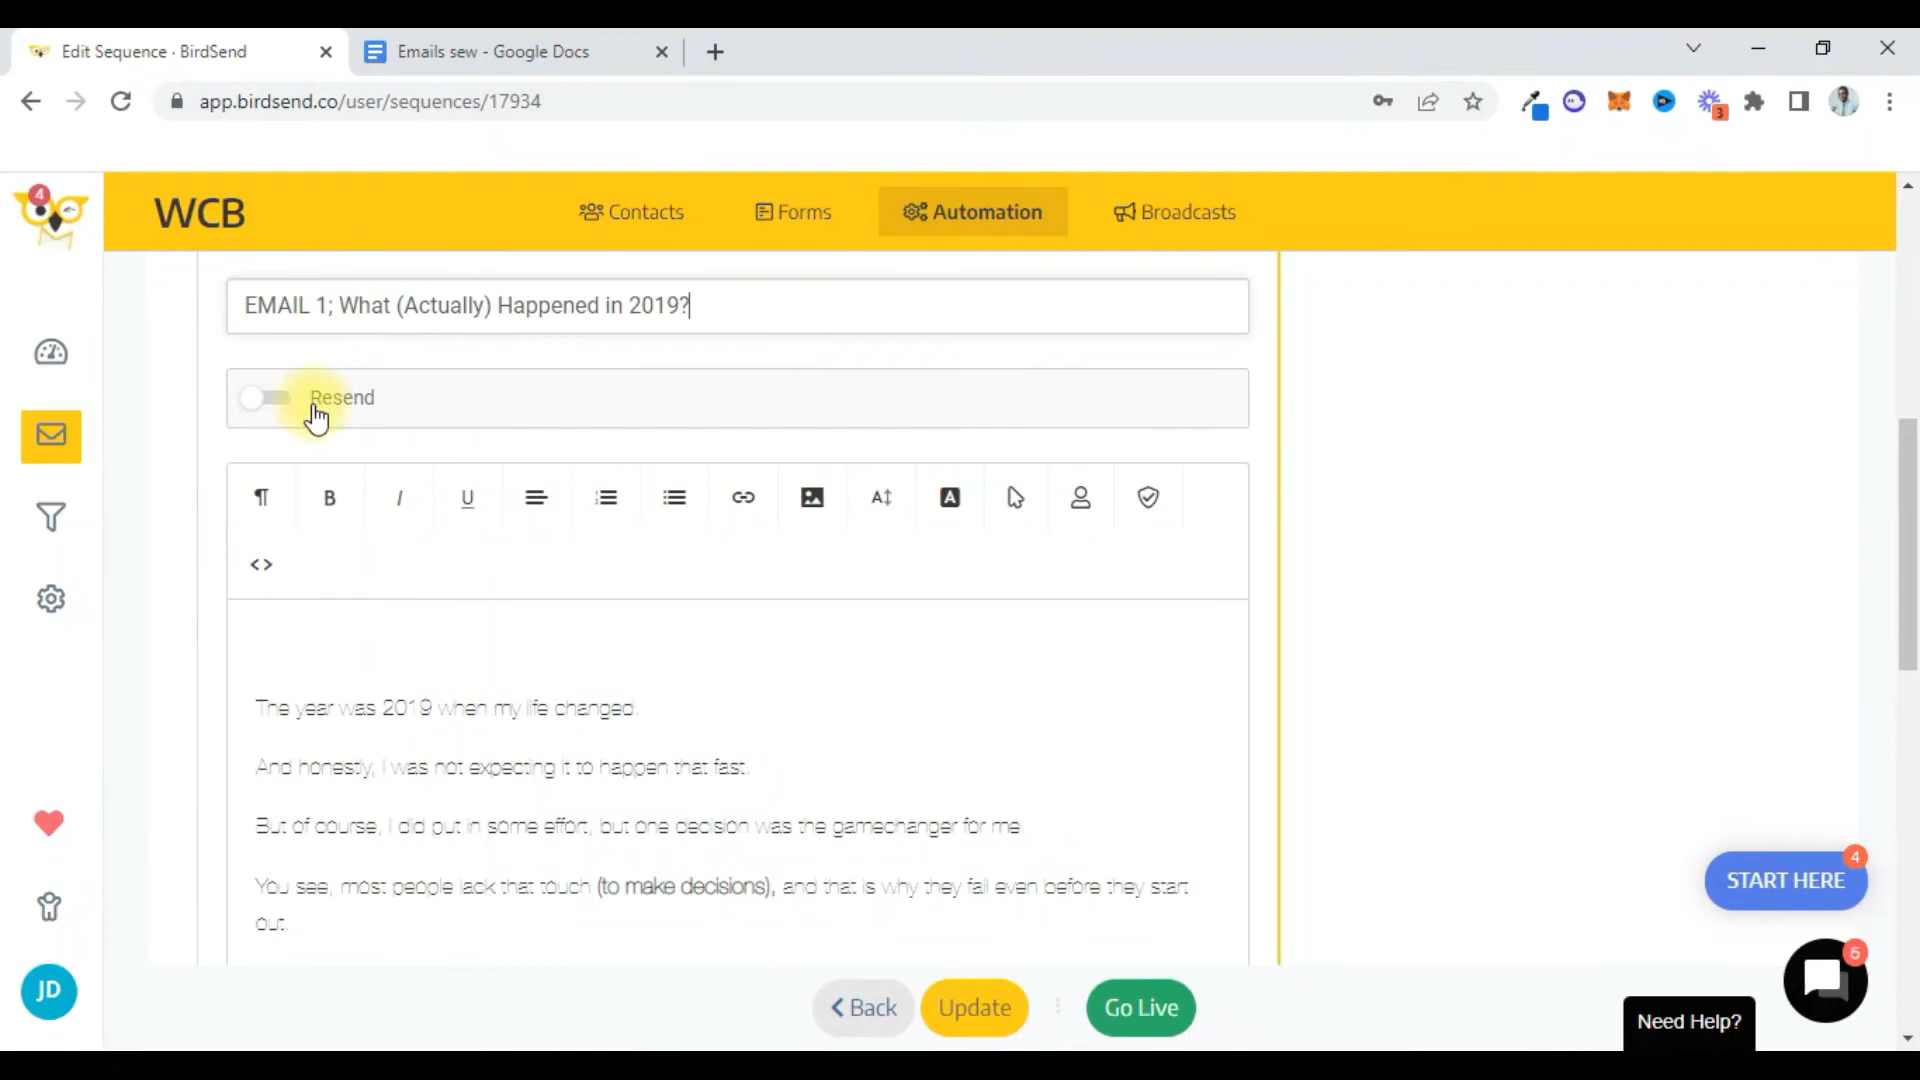 Edit Sequence · BirdSend
Emails sew - Google Docs
app.birdsend.co/user/sequences/17934
3
4
WCB
Contacts
Forms
Automation
Broadcasts
EMAIL 1; What (Actually) Happened in 2019?
Resend
¶
B
I
U
A
A
<>
The year was 2019 when my life changed.
And honestly, I was not expecting it to happen that fast.
But of course, I did put in some effort, but one decision was the gamechanger for me.
You see, most people lack that touch (to make decisions), and that is why they fail even before they start
out.
4
START HERE
5
JD
Back
Update
Go Live
Need Help?